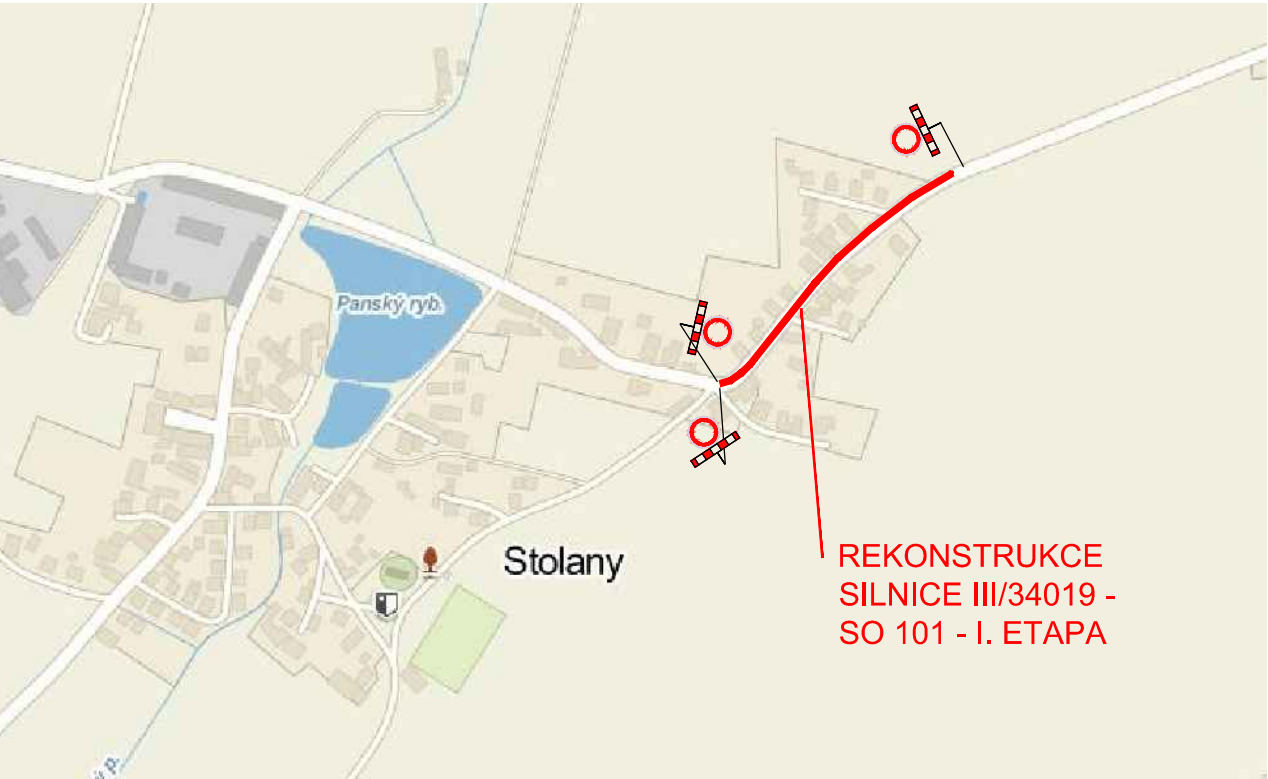 Panský ryb.
Stolany
REKONSTRUKCE
SILNICE III/34019 -
SO 101 - I. ETAPA